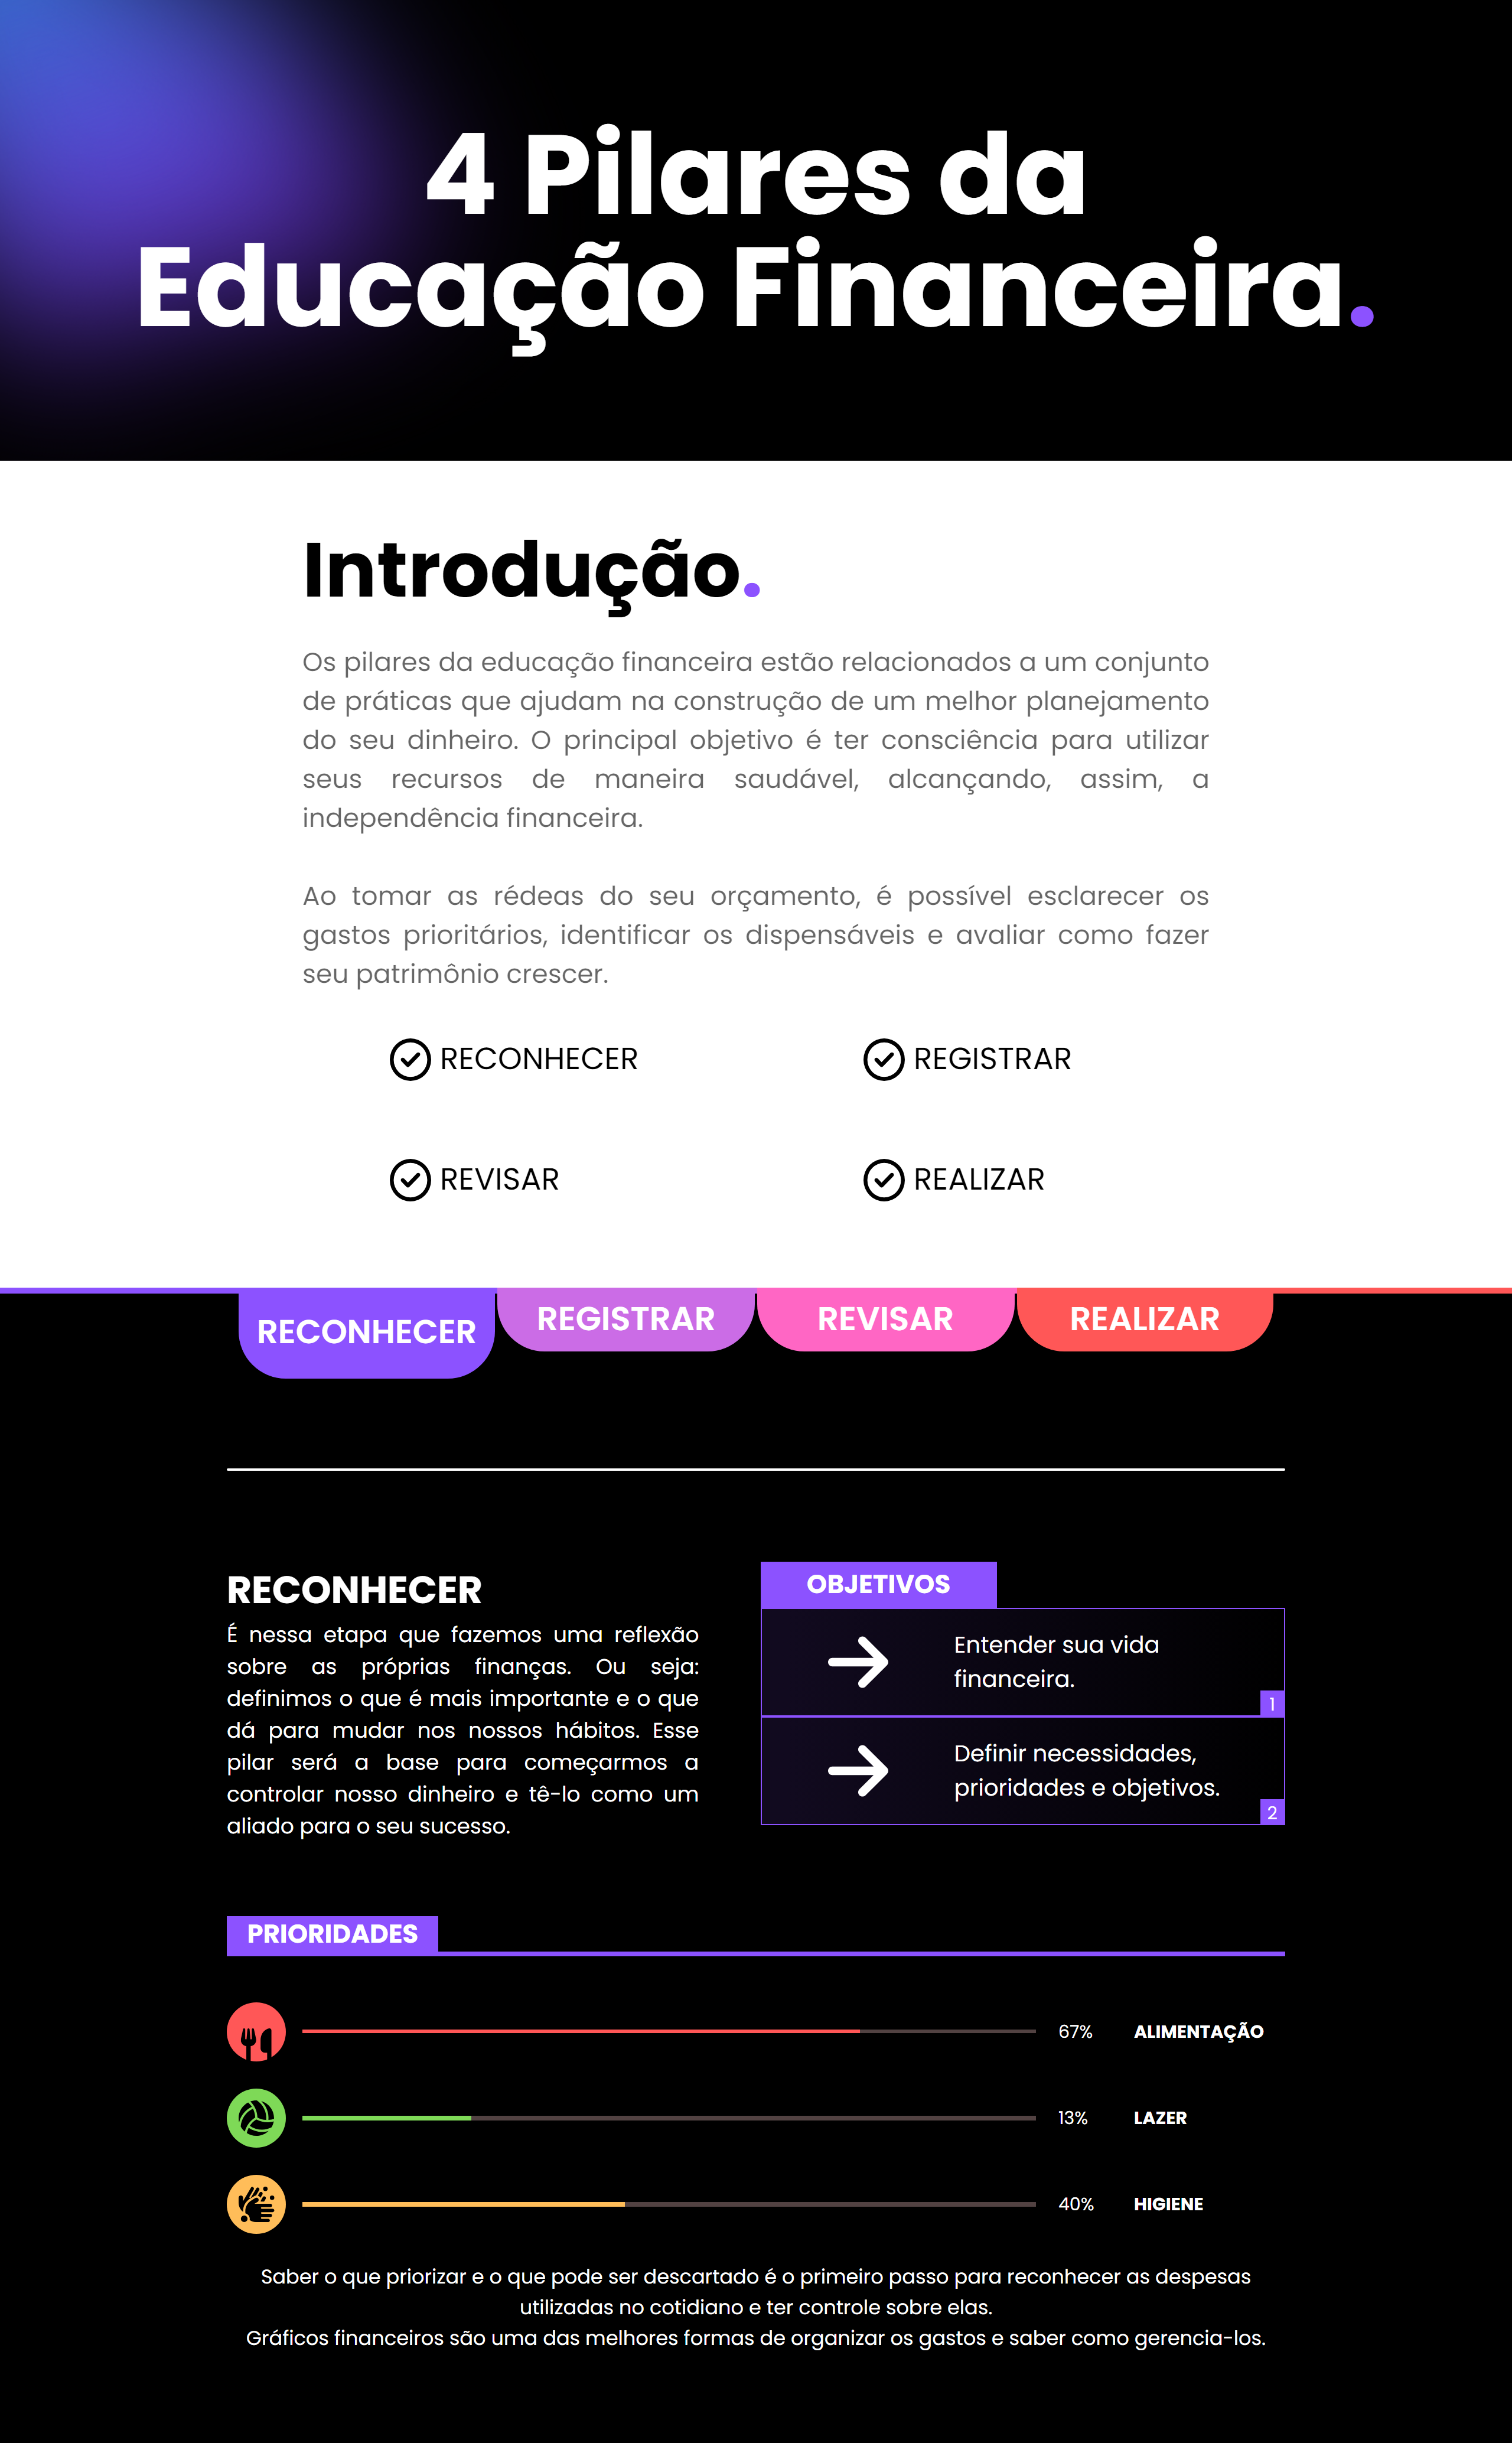 4 Pilares da
Educação Financeira.
Introdução.
Os pilares da educação financeira estão relacionados a um conjunto
de práticas que ajudam na construção de um melhor planejamento
do seu dinheiro. O principal objetivo é ter consciência para utilizar
seus recursos de maneira saudável, alcançando, assim, a
independência financeira.
Ao tomar as rédeas do seu orçamento, é possível esclarecer os
gastos prioritários, identificar os dispensáveis e avaliar como fazer
seu patrimônio crescer.
RECONHECER
REGISTRAR
REVISAR
REALIZAR
RECONHECER
REGISTRAR
REVISAR
REALIZAR
RECONHECER
É nessa etapa que fazemos uma reflexão
sobre as próprias finanças. Ou seja:
definimos o que é mais importante e o que
dá para mudar nos nossos hábitos. Esse
pilar será a base para começarmos a
controlar nosso dinheiro e tê-lo como um
aliado para o seu sucesso.
OBJETIVOS
Entender sua vida
financeira.
1
Definir necessidades,
prioridades e objetivos.
2
PRIORIDADES
67% ALIMENTAÇÃO
13% LAZER
40% HIGIENE
Saber o que priorizar e o que pode ser descartado é o primeiro passo para reconhecer as despesas
utilizadas no cotidiano e ter controle sobre elas.
Gráficos financeiros são uma das melhores formas de organizar os gastos e saber como gerencia-los.